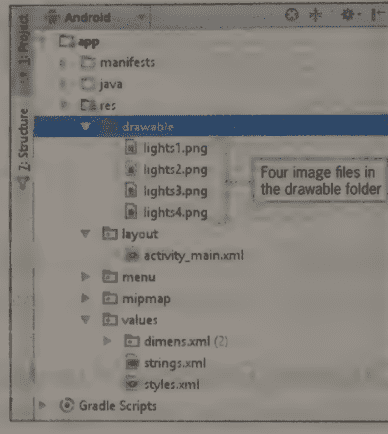 Android
1: Project
app
manifests
java
res
drawable
lights1.png
lights2.png
lights3.png
lights4.png
Four image files in
the drawable folder
7: Structure
layout
activity_main.xml
menu
mipmap
values
dimens.xml (2)
strings.xml
styles.xml
Gradle Scripts